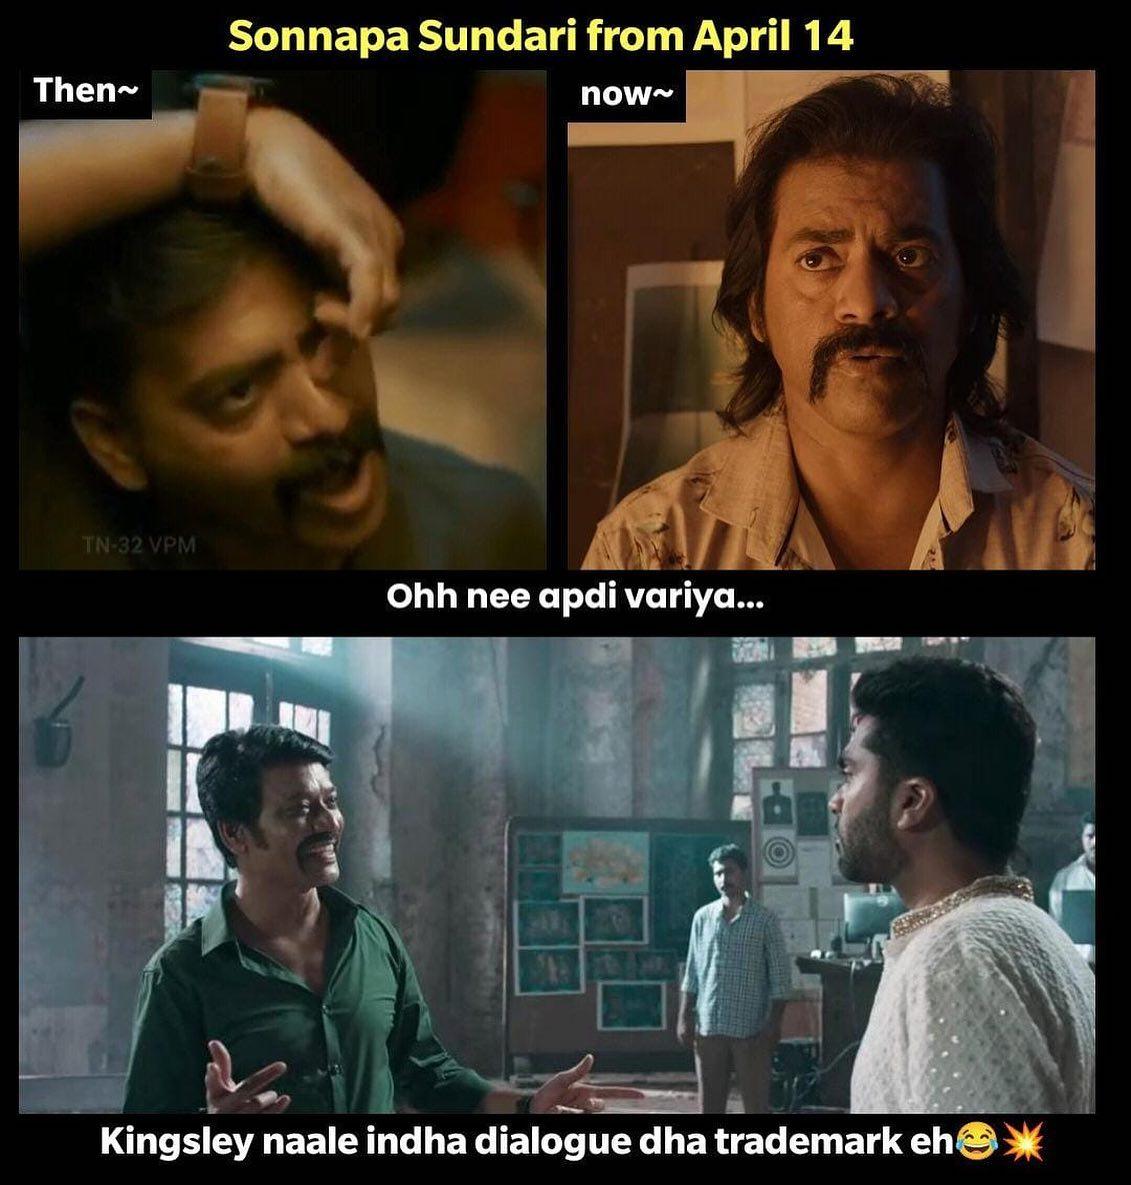 Sonnapa Sundari from April 14
Then~
now~
TN-32 VPM
Ohh nee apdi variya...
Kingsley naale indha dialogue dha trademark eh😂💥